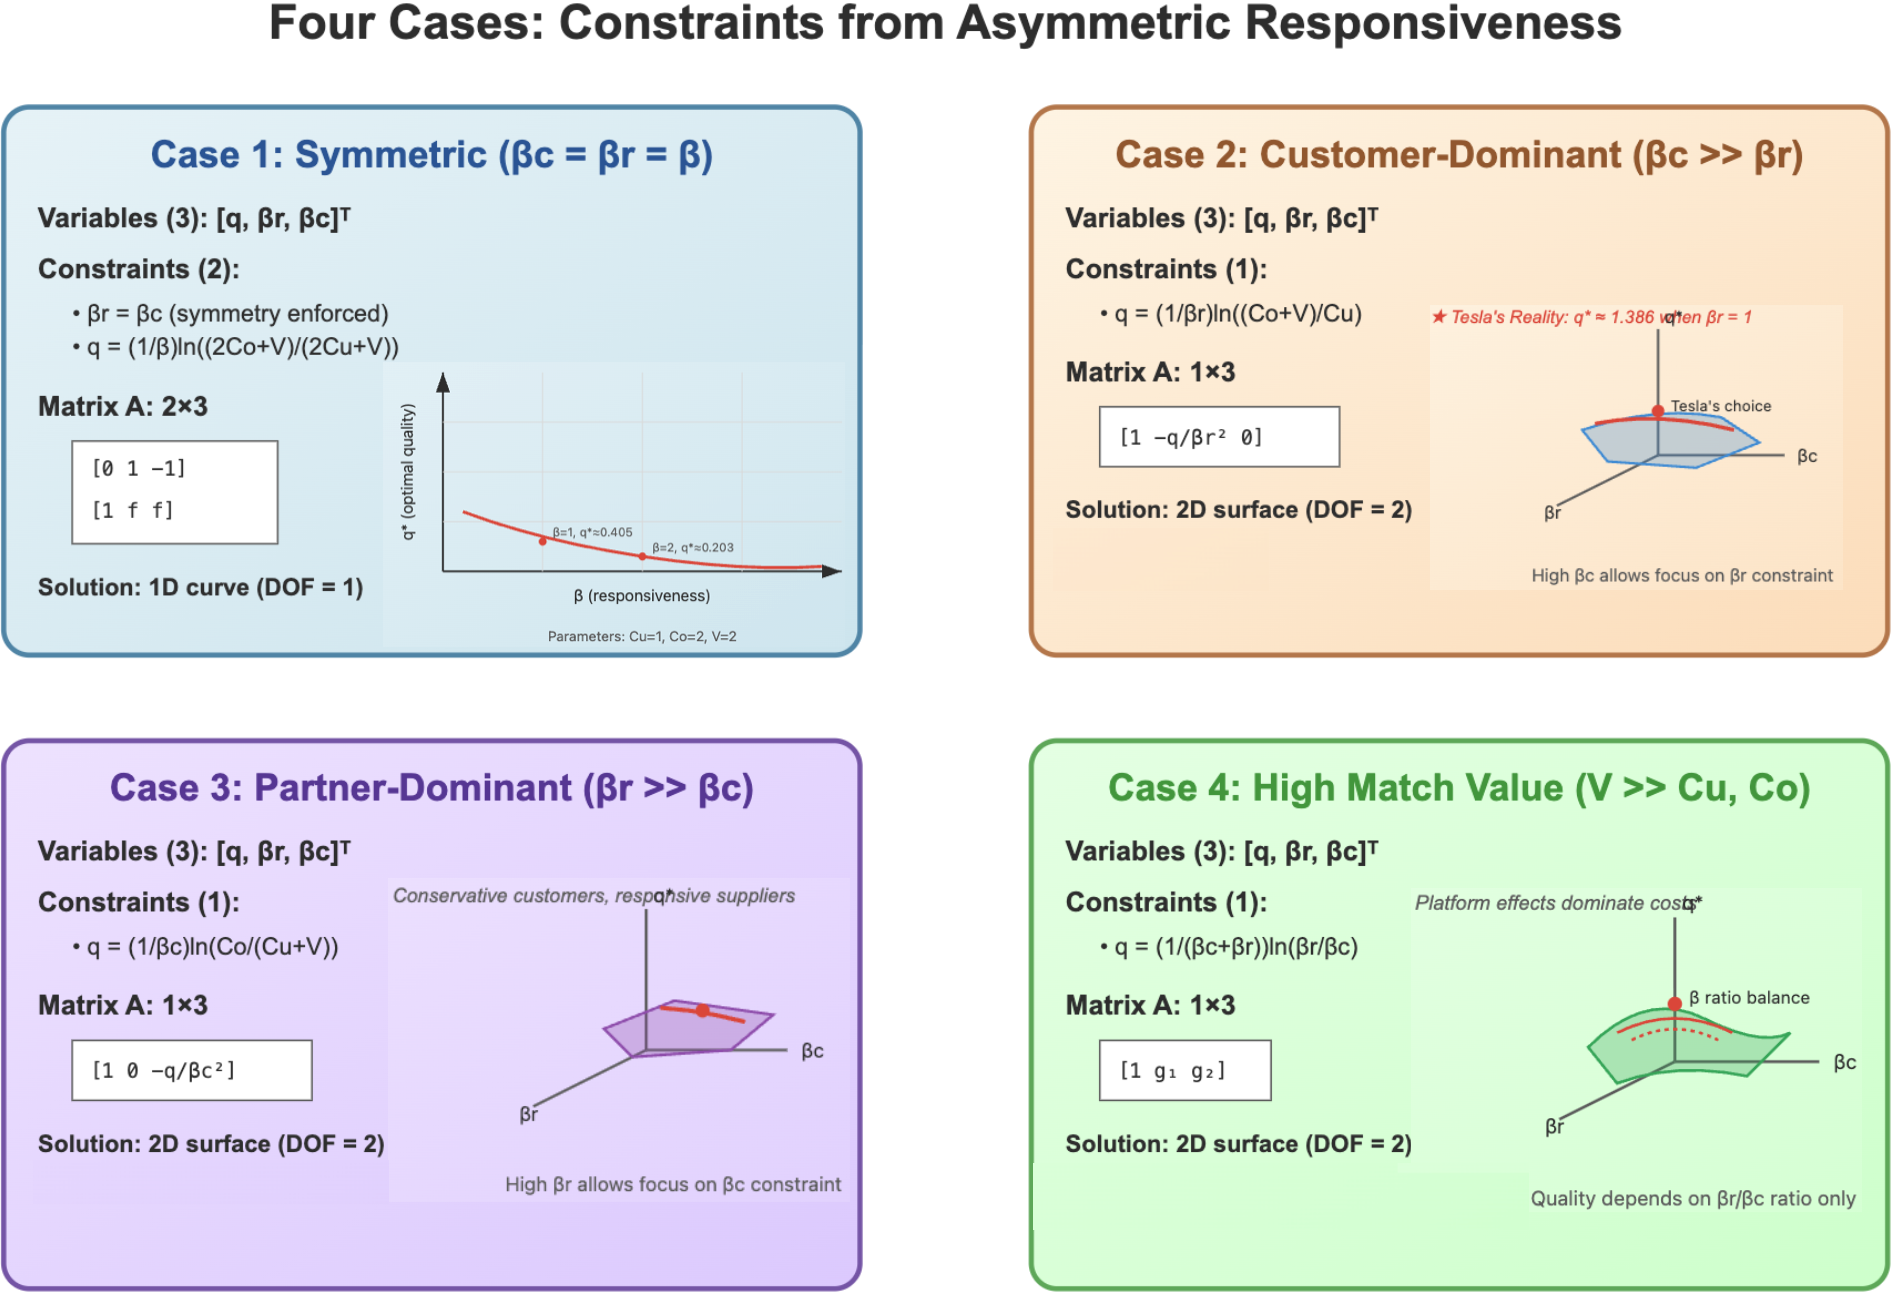 Four Cases: Constraints from Asymmetric Responsiveness
Case 1: Symmetric (βc = βr = β)
Variables (3): [q, βr, βc]ᵀ
Constraints (2):
• βr = βc (symmetry enforced)
• q = (1/β)ln((2Co+V)/(2Cu+V))
Matrix A: 2×3
[0 1 −1]
[1 f f]
Solution: 1D curve (DOF = 1)
q* (optimal quality)
β=1, q*≈0.405
β=2, q*≈0.203
β (responsiveness)
Parameters: Cu=1, Co=2, V=2
Case 2: Customer-Dominant (βc >> βr)
Variables (3): [q, βr, βc]ᵀ
Constraints (1):
• q = (1/βr)ln((Co+V)/Cu)
Matrix A: 1×3
[1 −q/βr² 0]
Solution: 2D surface (DOF = 2)
★ Tesla's Reality: q* ≈ 1.386 when βr = 1
q*
Tesla's choice
βc
βr
High βc allows focus on βr constraint
Case 3: Partner-Dominant (βr >> βc)
Variables (3): [q, βr, βc]ᵀ
Constraints (1):
• q = (1/βc)ln(Co/(Cu+V))
Matrix A: 1×3
[1 0 −q/βc²]
Solution: 2D surface (DOF = 2)
Conservative customers, responsive suppliers
q*
βc
βr
High βr allows focus on βc constraint
Case 4: High Match Value (V >> Cu, Co)
Variables (3): [q, βr, βc]ᵀ
Constraints (1):
• q = (1/(βc+βr))ln(βr/βc)
Matrix A: 1×3
[1 g₁ g₂]
Solution: 2D surface (DOF = 2)
Platform effects dominate costs
q*
β ratio balance
βc
βr
Quality depends on βr/βc ratio only